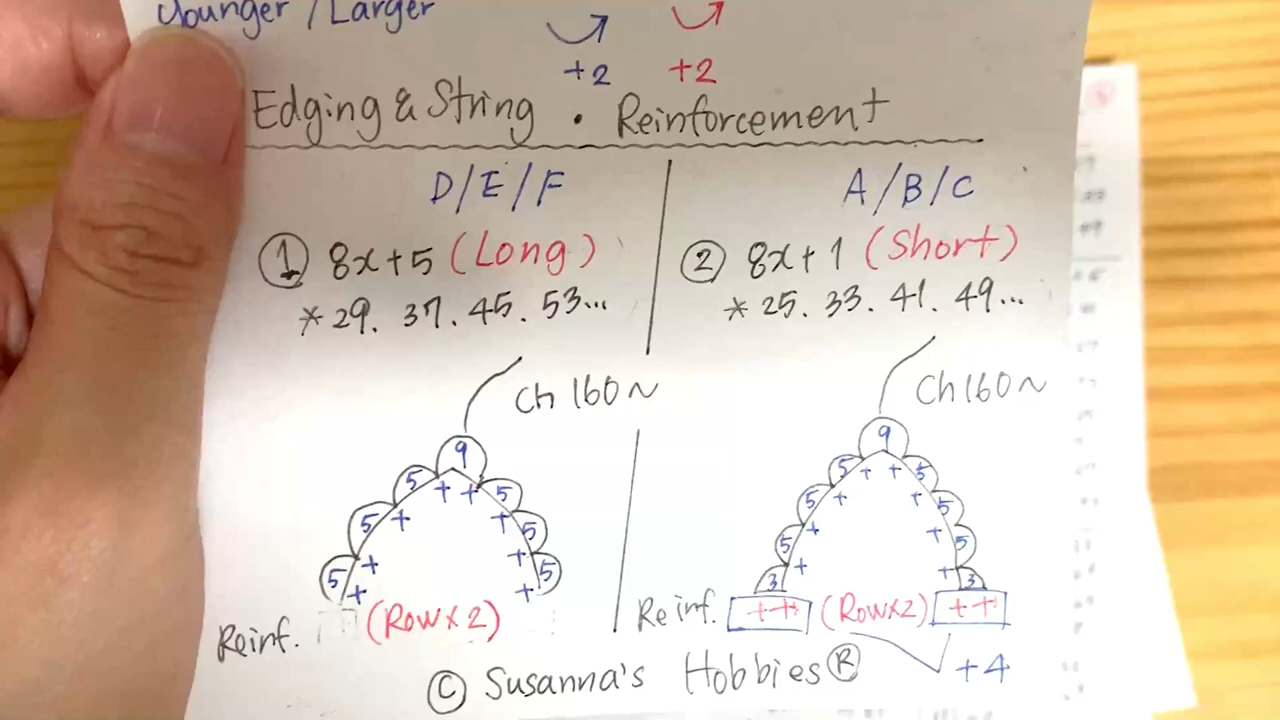 Younger / Larger
+2 +2
Edging & String · Reinforcement
D/E/F
A/B/C
① 8x+5 (Long)
② 8x+1 (Short)
*29. 37. 45. 53...
*25. 33. 41. 49...
Ch 160~
Ch 160~
9
9
5 5
+ +
5 5
+ +
5 5
+ +
5 5
+ +
5 5
+ +
5 5
+ +
+ +
+ +
3 3
+ +
Reinf. (Row x 2)
Reinf. +++ (Row x 2) +++
+4
© Susanna's Hobbies®